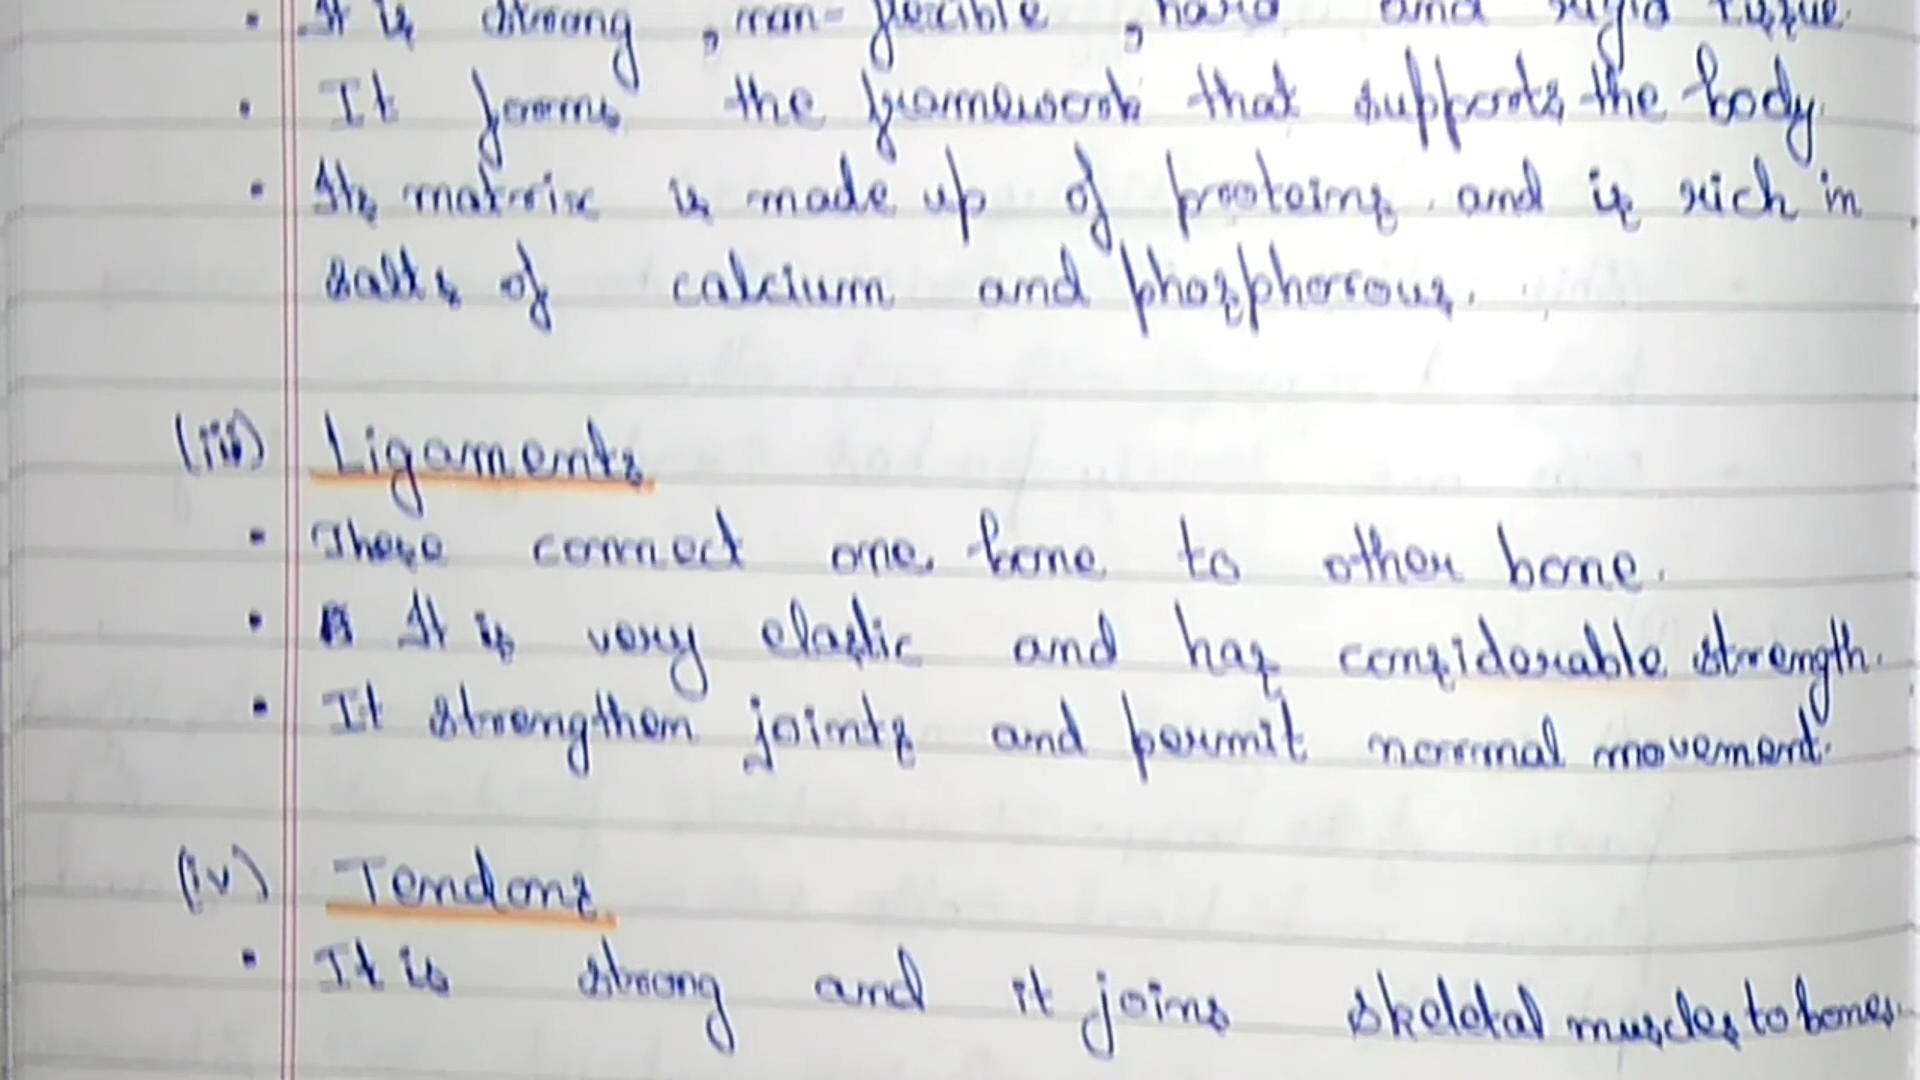 • It is strong, non-flexible, hard and rigid tissue.
• It forms the framework that supports the body.
• Its matrix is made up of proteins and is rich in
salts of calcium and phosphorous.
(iii) Ligaments
• These connect one bone to other bone.
• It is very elastic and has considerable strength.
• It strengthen joints and permit normal movement.
(iv) Tendons
• It is strong and it joins skeletal muscles to bones.